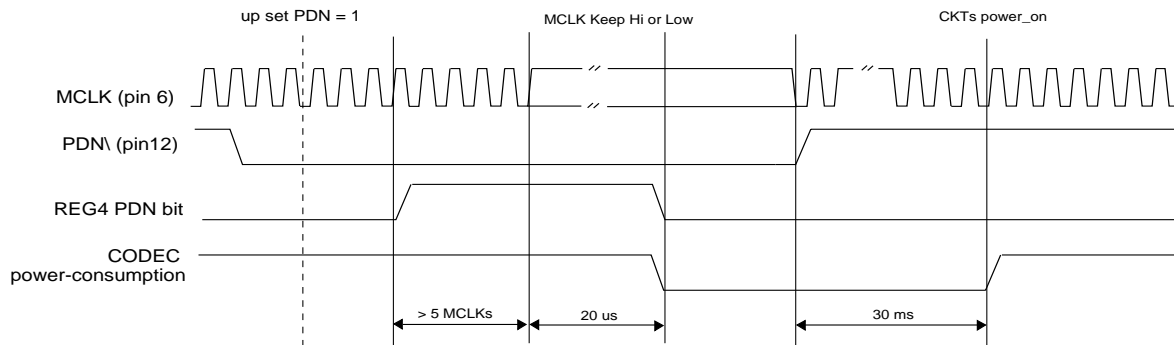 up set PDN = 1
MCLK Keep Hi or Low
CKTs power_on
MCLK (pin 6)
PDN\ (pin12)
REG4 PDN bit
CODEC
power-consumption
> 5 MCLKs
20 us
30 ms